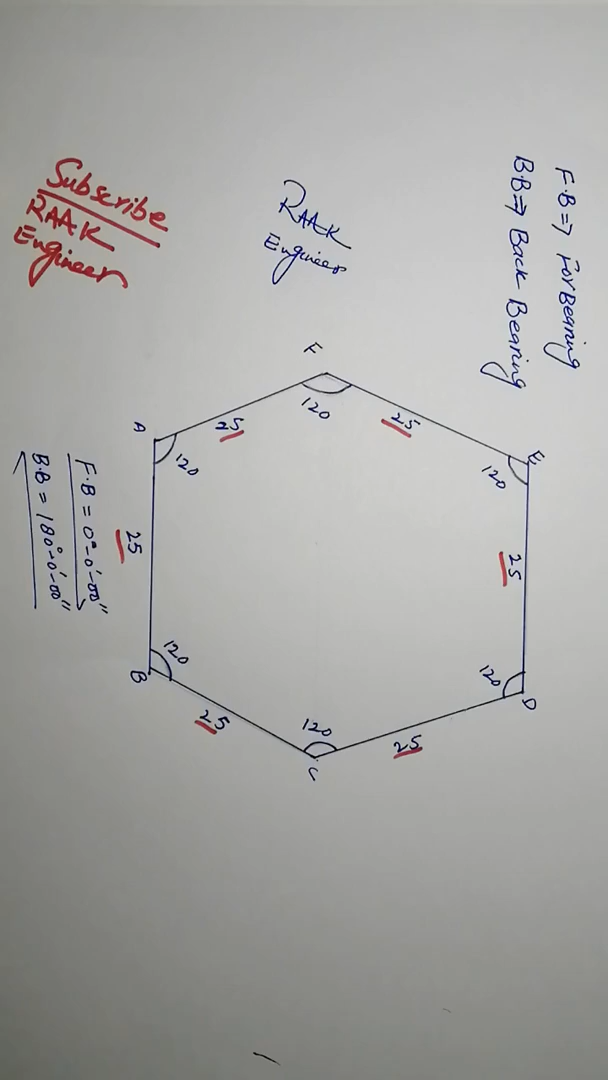 F.B => ForBearing
B.B => Back Bearing
RAAK
Engineer
Subscribe
RAAK
Engineer
F
120
25
25
A
120
E
120
F.B = 0°-0'-00"
B.B = 180°-0'-00"
25
25
120
B
120
D
25
120
25
C